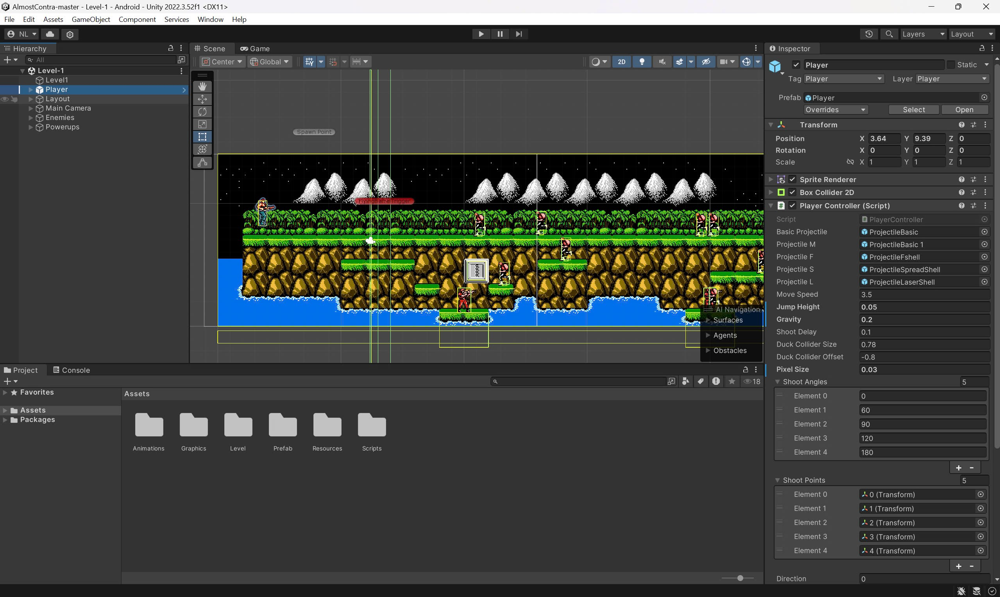 AlmostContra-master - Level-1 - Android - Unity 2022.3.52f1 <DX11>
File Edit Assets GameObject Component Services Window Help
NL Layers Layout
Hierarchy
All
Level-1
Level1
Player
Layout
Main Camera
Enemies
Powerups
Scene Game
Center Global 2D
Spawn Point
FlyingBarrelTrigger
AI Navigation
Surfaces
Agents
Obstacles
Project Console
18
Favorites
Assets
Packages
Assets
Animations Graphics Level Prefab Resources Scripts
Inspector
Player Static
Tag Player Layer Player
Prefab Player
Overrides Select Open
Transform
Position X 3.64 Y 9.39 Z 0
Rotation X 0 Y 0 Z 0
Scale X 1 Y 1 Z 1
Sprite Renderer
Box Collider 2D
# Player Controller (Script)
Script PlayerController
Basic Projectile ProjectileBasic
Projectile M ProjectileBasic 1
Projectile F ProjectileFshell
Projectile S ProjectileSpreadShell
Projectile L ProjectileLaserShell
Move Speed 3.5
Jump Height 0.05
Gravity 0.2
Shoot Delay 0.1
Duck Collider Size 0.78
Duck Collider Offset -0.8
Pixel Size 0.03
Shoot Angles 5
Element 0 0
Element 1 60
Element 2 90
Element 3 120
Element 4 180
+ -
Shoot Points 5
Element 0 0 (Transform)
Element 1 1 (Transform)
Element 2 2 (Transform)
Element 3 3 (Transform)
Element 4 4 (Transform)
+ -
Direction 0